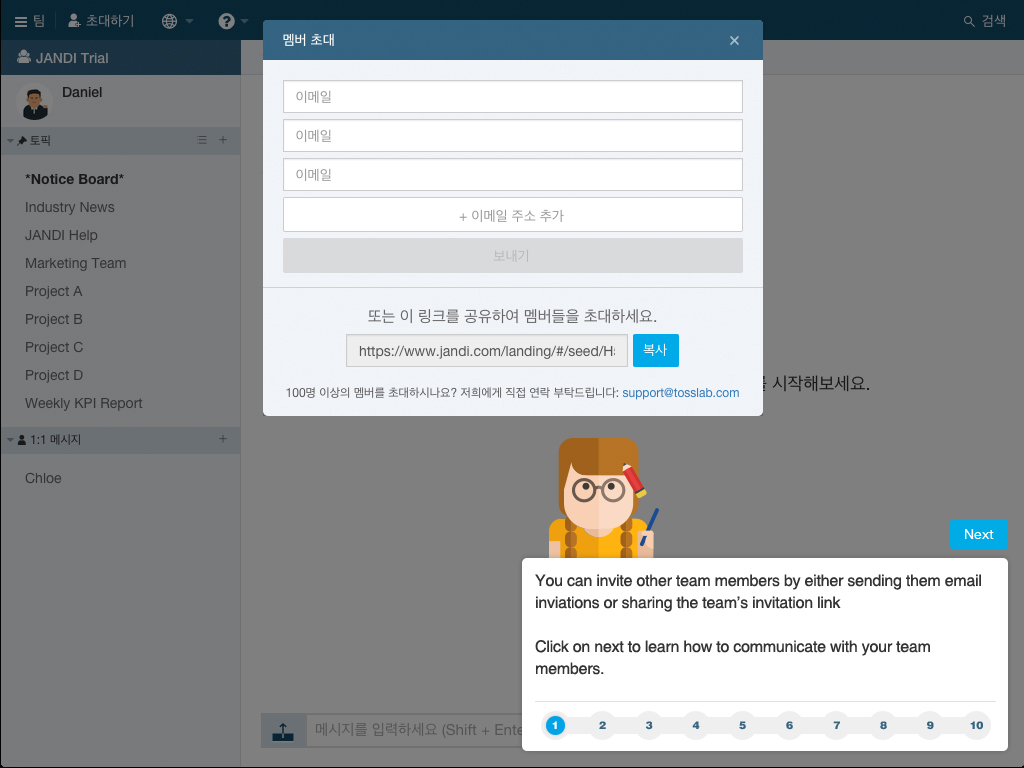 팀
초대하기
검색
JANDI Trial
Daniel
토픽
*Notice Board*
Industry News
JANDI Help
Marketing Team
Project A
Project B
Project C
Project D
Weekly KPI Report
1:1 메시지
Chloe
멤버 초대
이메일
이메일
이메일
+ 이메일 주소 추가
보내기
또는 이 링크를 공유하여 멤버들을 초대하세요.
https://www.jandi.com/landing/#/seed/H
복사
100명 이상의 멤버를 초대하시나요? 저희에게 직접 연락 부탁드립니다: support@tosslab.com
시작해보세요.
Next
You can invite other team members by either sending them email
inviations or sharing the team's invitation link
Click on next to learn how to communicate with your team
members.
1 2 3 4 5 6 7 8 9 10
메시지를 입력하세요 (Shift + Ente